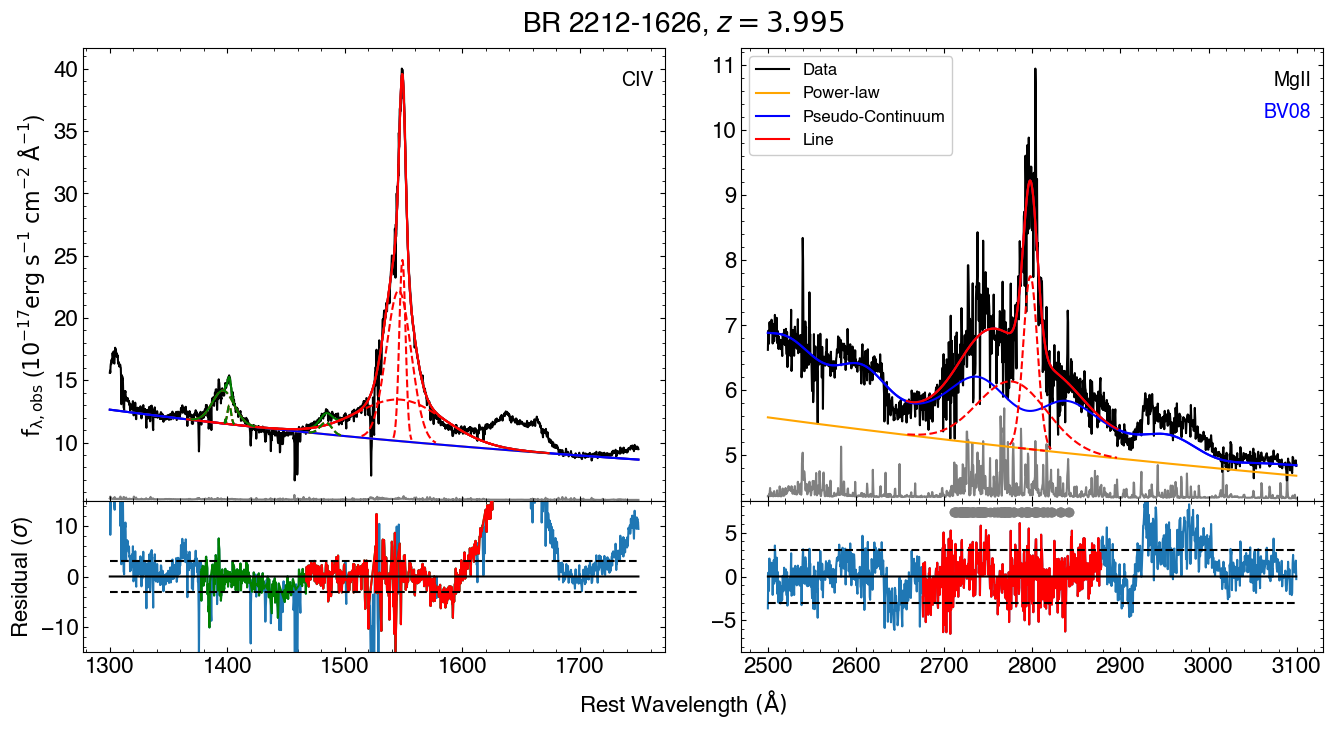 BR 2212-1626, z = 3.995
CIV
40
35
30
25
20
15
10
f_λ,obs (10⁻¹⁷erg s⁻¹ cm⁻² Å⁻¹)
Data
Power-law
Pseudo-Continuum
Line
MgII
BV08
11
10
9
8
7
6
5
10
0
−10
Residual (σ)
5
0
−5
1300 1400 1500 1600 1700
2500 2600 2700 2800 2900 3000 3100
Rest Wavelength (Å)